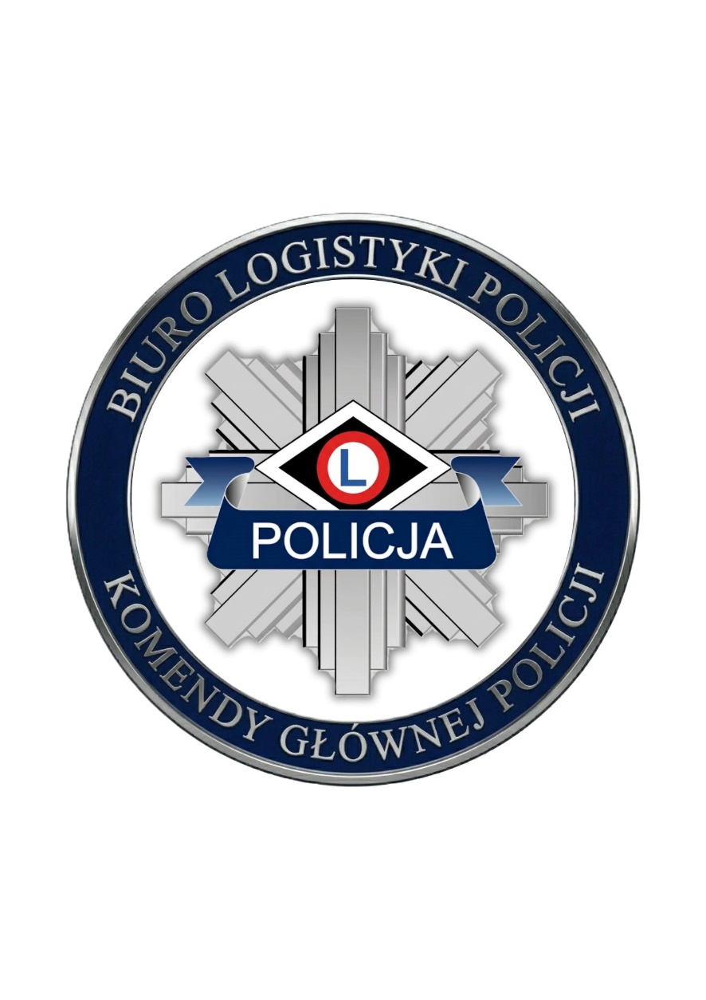 BIURO LOGISTYKI POLICJI
L
POLICJA
KOMENDY GŁÓWNEJ POLICJI